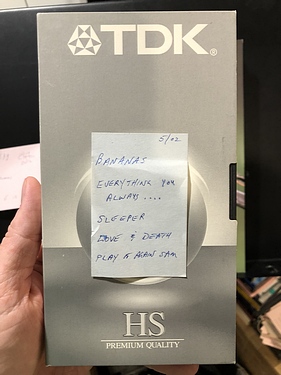 TDK®
5/02
BANANAS
EVERYTHING YOU
ALWAYS....
SLEEPER
LOVE & DEATH
PLAY IT AGAIN SAM
HS
PREMIUM QUALITY